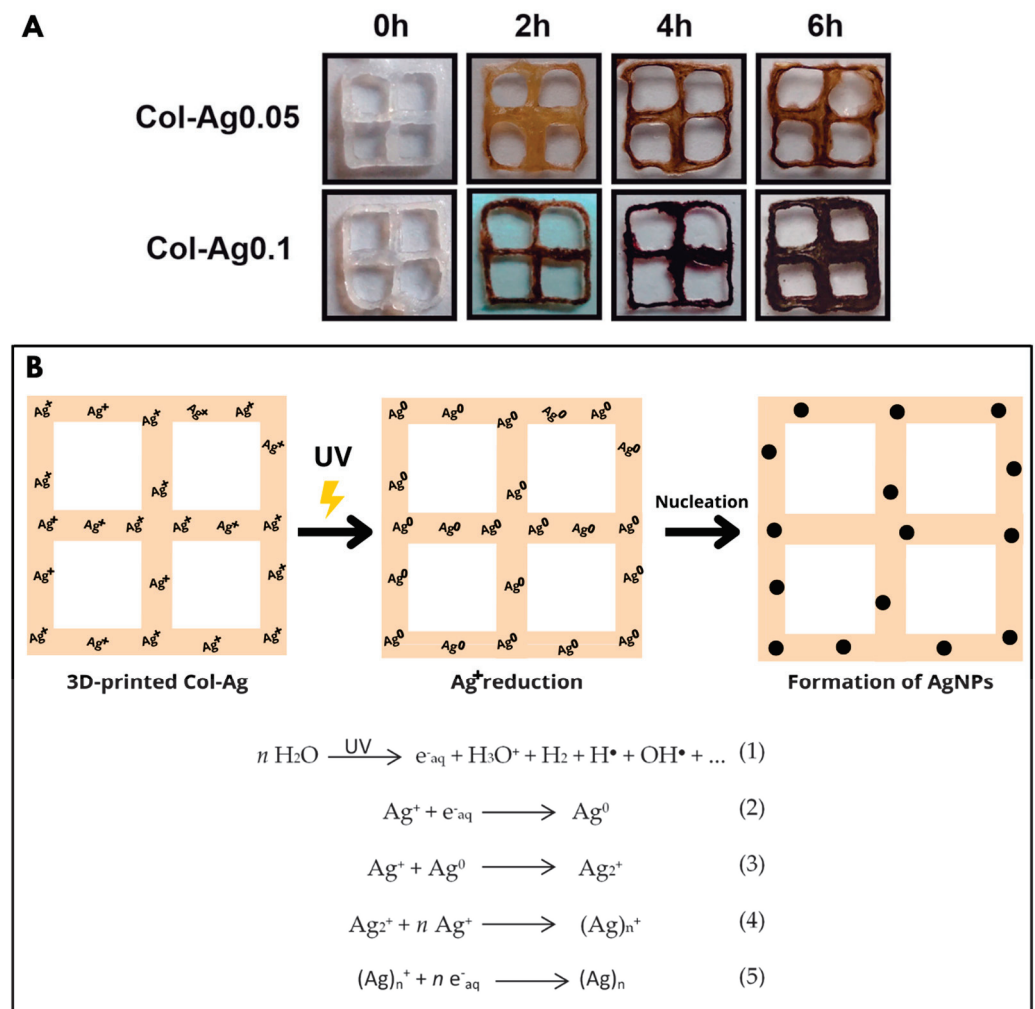 A
0h 2h 4h 6h
Col-Ag0.05
Col-Ag0.1
B
Ag⁺ Ag⁺ Ag⁺ Ag⁺ Ag⁺
Ag⁺
Ag⁺ Ag⁺
Ag⁺ Ag⁺ Ag⁺ Ag⁺ Ag⁺ Ag⁺
Ag⁺ Ag⁺ Ag⁺
Ag⁺ Ag⁺ Ag⁺ Ag⁺ Ag⁺
3D-printed Col-Ag
UV
Ag⁰ Ag⁰ Ag⁰ Ag⁰ Ag⁰
Ag⁰
Ag⁰ Ag⁰
Ag⁰ Ag⁰ Ag⁰ Ag⁰ Ag⁰ Ag⁰
Ag⁰ Ag⁰ Ag⁰
Ag⁰ Ag⁰ Ag⁰ Ag⁰ Ag⁰
Ag⁺reduction
Nucleation
Formation of AgNPs
n H₂O UV → e⁻aq + H₃O⁺ + H₂ + H• + OH• + ... (1)
Ag⁺ + e⁻aq → Ag⁰ (2)
Ag⁺ + Ag⁰ → Ag₂⁺ (3)
Ag₂⁺ + n Ag⁺ → (Ag)ₙ⁺ (4)
(Ag)ₙ⁺ + n e⁻aq → (Ag)ₙ (5)